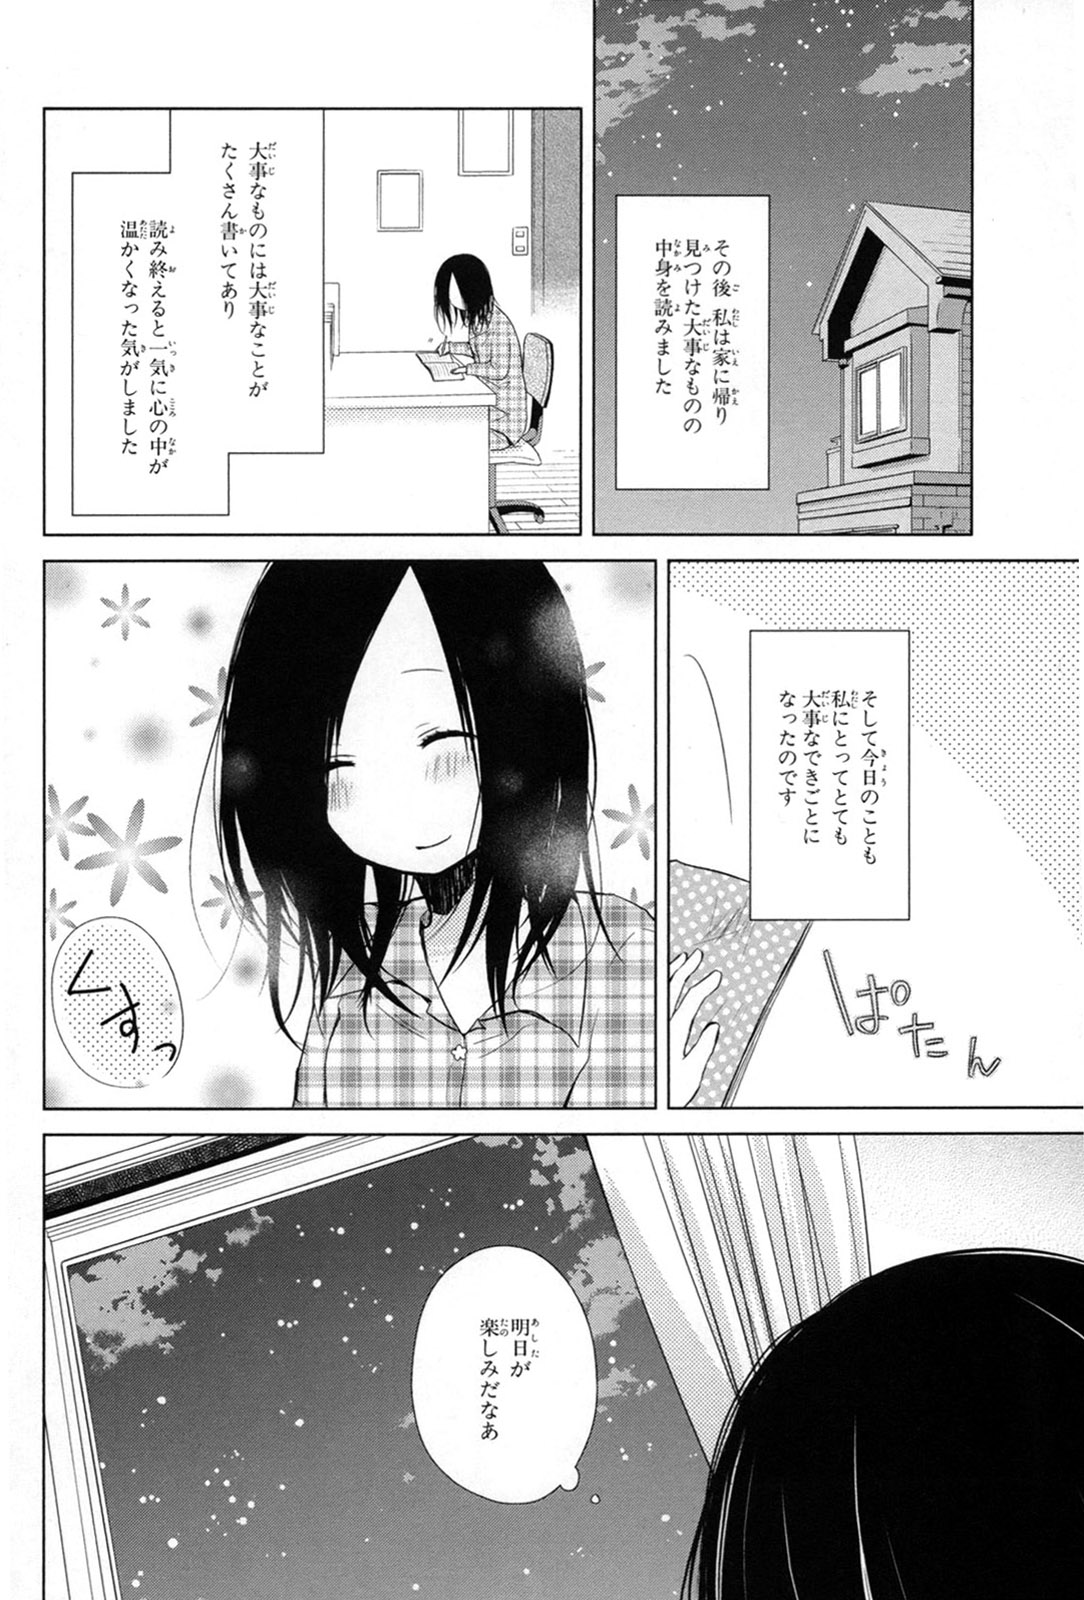 その後 私は家に帰り
見つけた大事なものの
中身を読みました
大事なものには大事なことが
たくさん書いてあり
読み終えると一気に心の中が
温かくなった気がしました
そして今日のことも
私にとってとても
大事なできごとに
なったのです
ぱたん
くすっ
明日が
楽しみだなあ